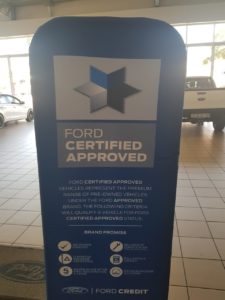 FORD
CERTIFIED
APPROVED
FORD CERTIFIED APPROVED
VEHICLES REPRESENT THE PREMIUM
RANGE OF PRE-OWNED VEHICLES
UNDER THE FORD APPROVED
BRAND. THE FOLLOWING CRITERIA
WILL QUALIFY A VEHICLE FOR FORD
CERTIFIED APPROVED STATUS.
BRAND PROMISE
Ford | FORD CREDIT